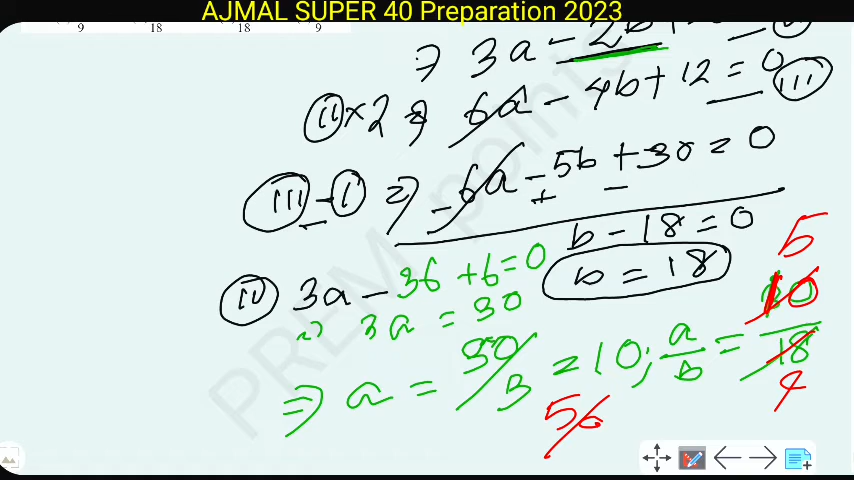 AJMAL SUPER 40 Preparation 2023
9 18 18 9
⇒ 3a - 2b +
(II)×2 ⇒ 6a - 4b + 12 = 0 (III)
(III) - (I) ⇒ 6a - 5b + 30 = 0
- + -
b - 18 = 0
b = 18
(IV) 3a - 36 + 6 = 0
⇒ 3a = 30
⇒ a = 30/3 = 10; a/b = 10/18
5
9
56
PREM points